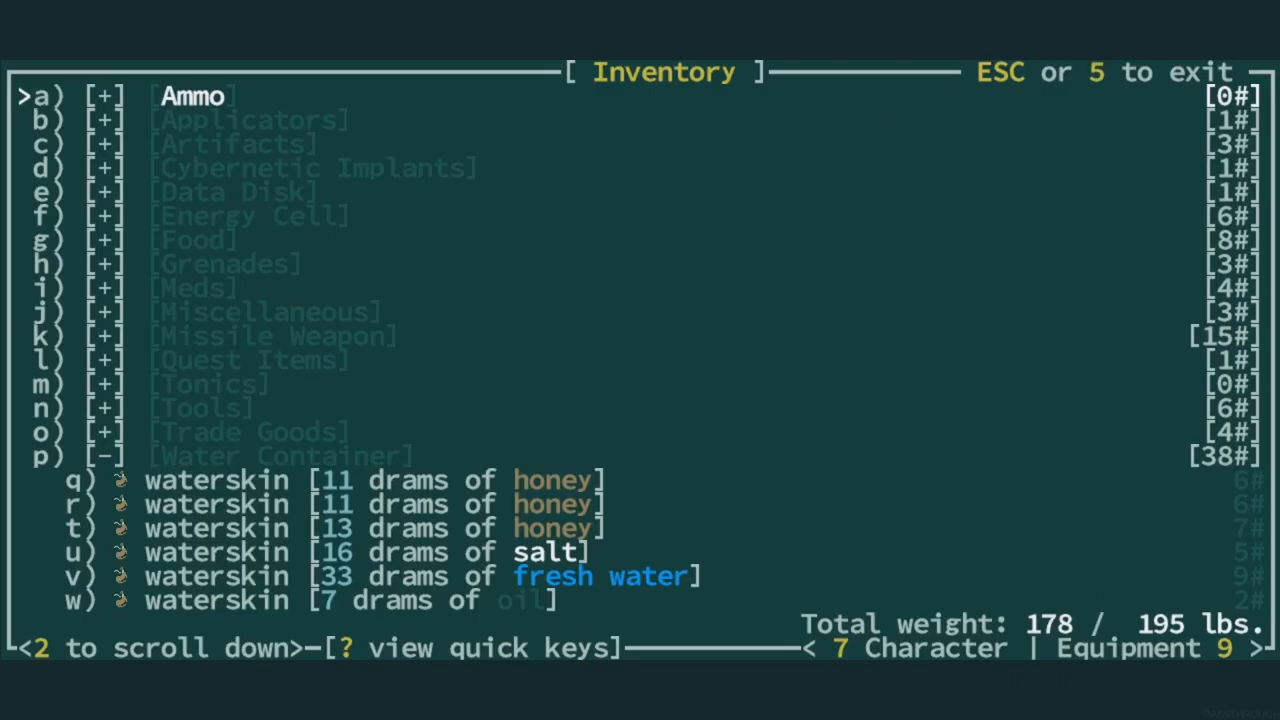 [ Inventory ] ESC or 5 to exit
>a) [+] [Ammo] [0#]
b) [+] [Applicators] [1#]
c) [+] [Artifacts] [3#]
d) [+] [Cybernetic Implants] [1#]
e) [+] [Data Disk] [1#]
f) [+] [Energy Cell] [6#]
g) [+] [Food] [8#]
h) [+] [Grenades] [3#]
i) [+] [Meds] [4#]
j) [+] [Miscellaneous] [3#]
k) [+] [Missile Weapon] [15#]
l) [+] [Quest Items] [1#]
m) [+] [Tonics] [0#]
n) [+] [Tools] [6#]
o) [+] [Trade Goods] [4#]
p) [-] [Water Container] [38#]
q) waterskin [11 drams of honey] 6#
r) waterskin [11 drams of honey] 6#
t) waterskin [13 drams of honey] 7#
u) waterskin [16 drams of salt] 5#
v) waterskin [33 drams of fresh water] 9#
w) waterskin [7 drams of oil] 2#
Total weight: 178 / 195 lbs.
<2 to scroll down> [? view quick keys] < 7 Character | Equipment 9 >